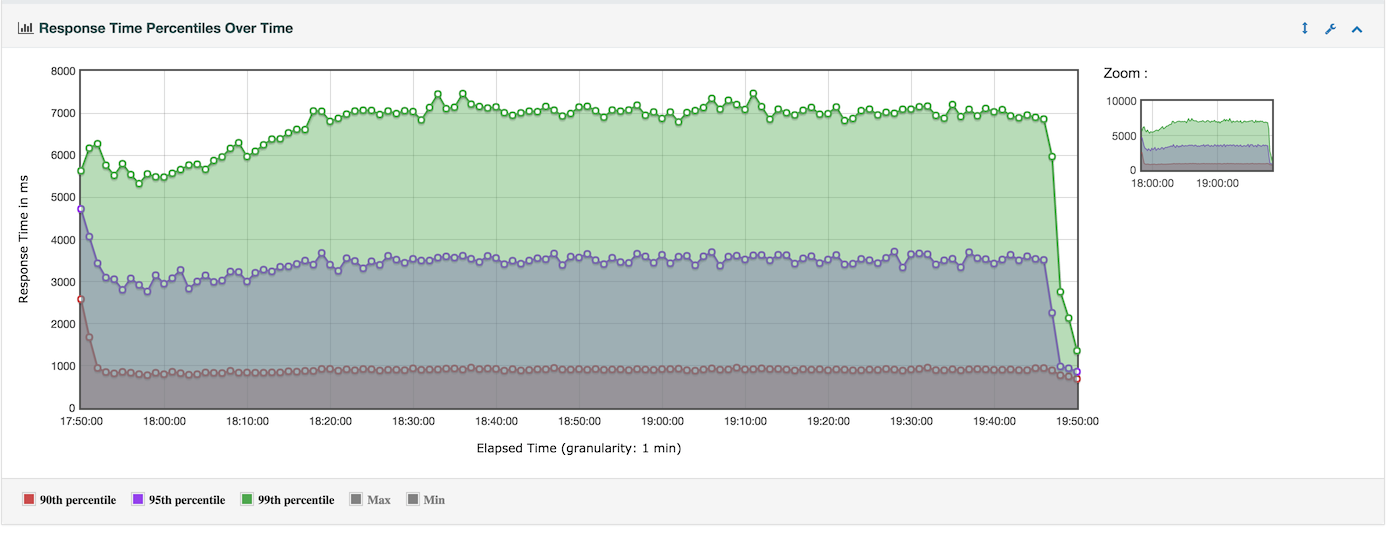 Response Time Percentiles Over Time
Zoom :
8000
7000
6000
5000
4000
3000
2000
1000
0
Response Time in ms
17:50:00 18:00:00 18:10:00 18:20:00 18:30:00 18:40:00 18:50:00 19:00:00 19:10:00 19:20:00 19:30:00 19:40:00 19:50:00
Elapsed Time (granularity: 1 min)
10000
5000
0
18:00:00 19:00:00
90th percentile 95th percentile 99th percentile Max Min